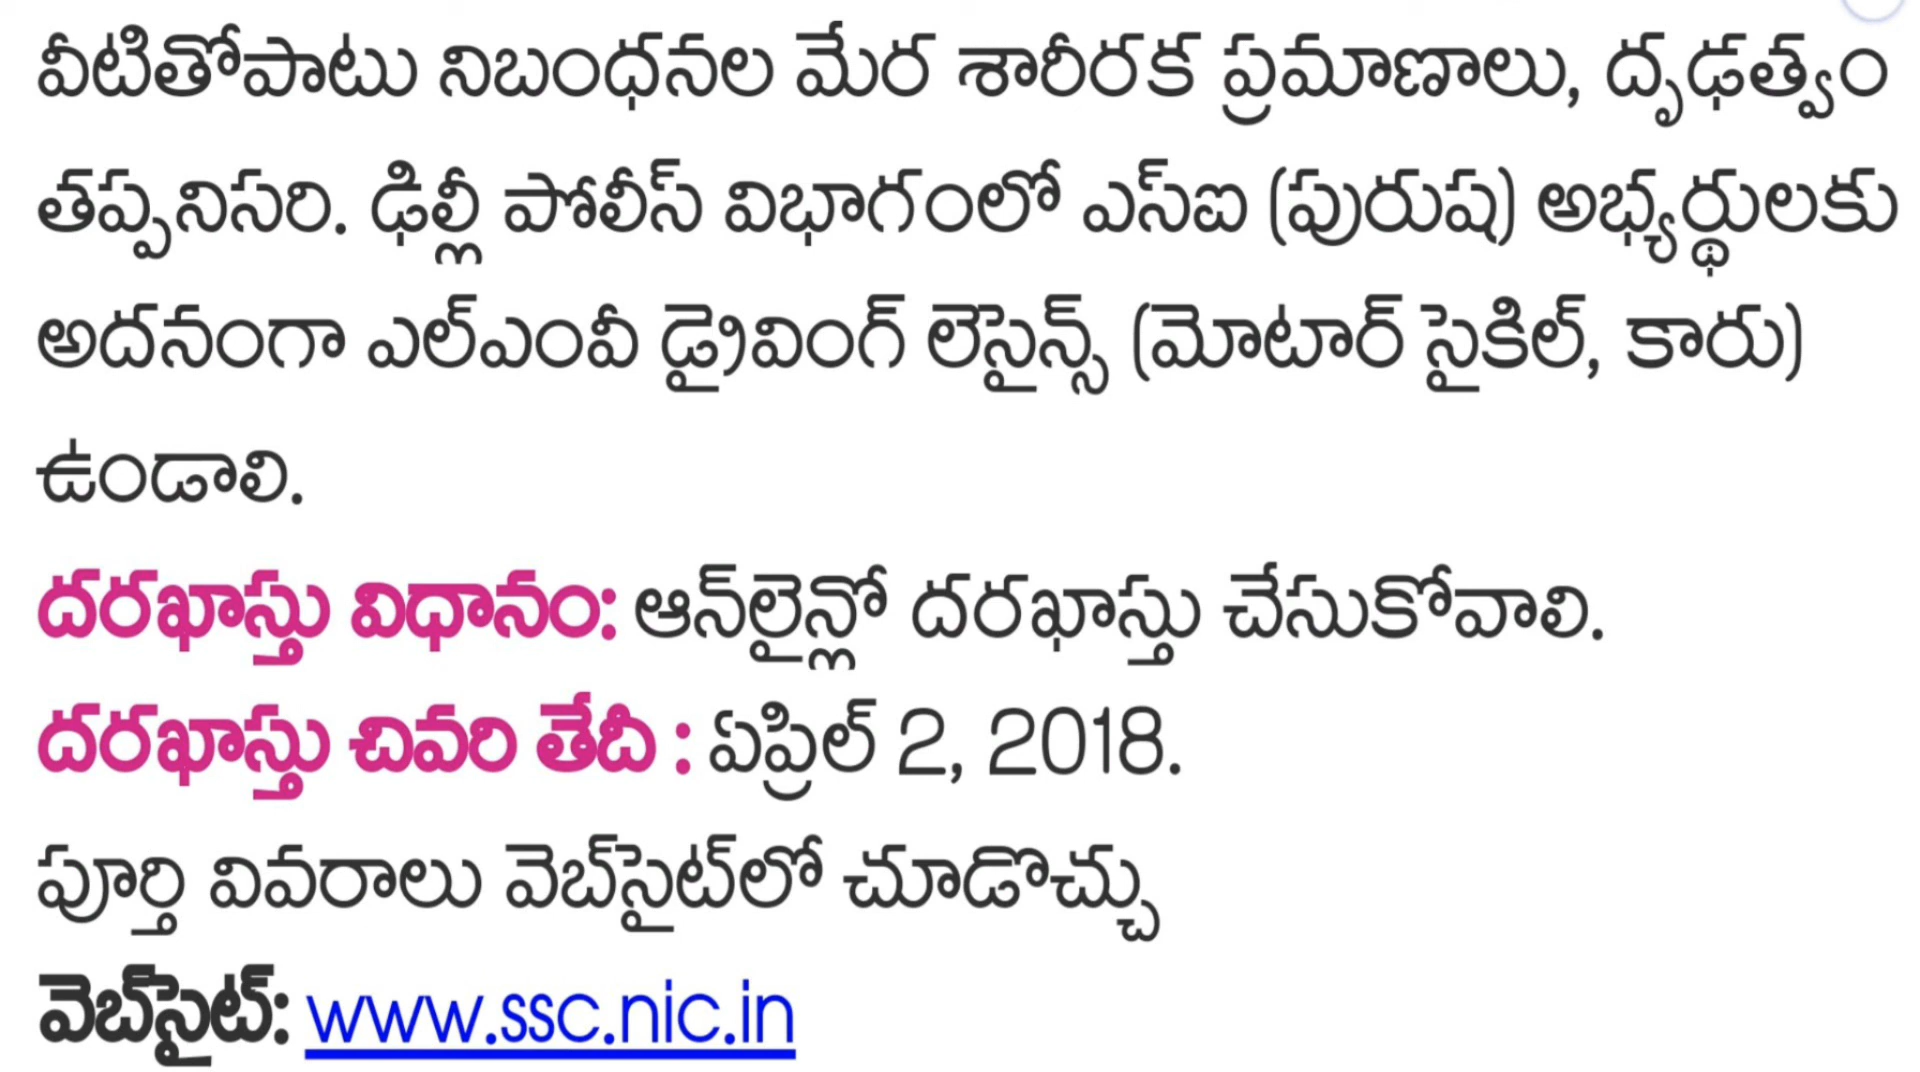 వీటితోపాటు నిబంధనల మేర శారీరక ప్రమాణాలు, దృఢత్వం
తప్పనిసరి. ఢిల్లీ పోలీస్ విభాగంలో ఎస్ఐ (పురుష) అభ్యర్థులకు
అదనంగా ఎల్ఎంవీ డ్రైవింగ్ లైసైన్స్ (మోటార్ సైకిల్, కారు)
ఉండాలి.
దరఖాస్తు విధానం: ఆన్‌లైన్లో దరఖాస్తు చేసుకోవాలి.
దరఖాస్తు చివరి తేదీ : ఏప్రిల్ 2, 2018.
పూర్తి వివరాలు వెబ్‌సైట్‌లో చూడొచ్చు
వెబ్‌సైట్: www.ssc.nic.in